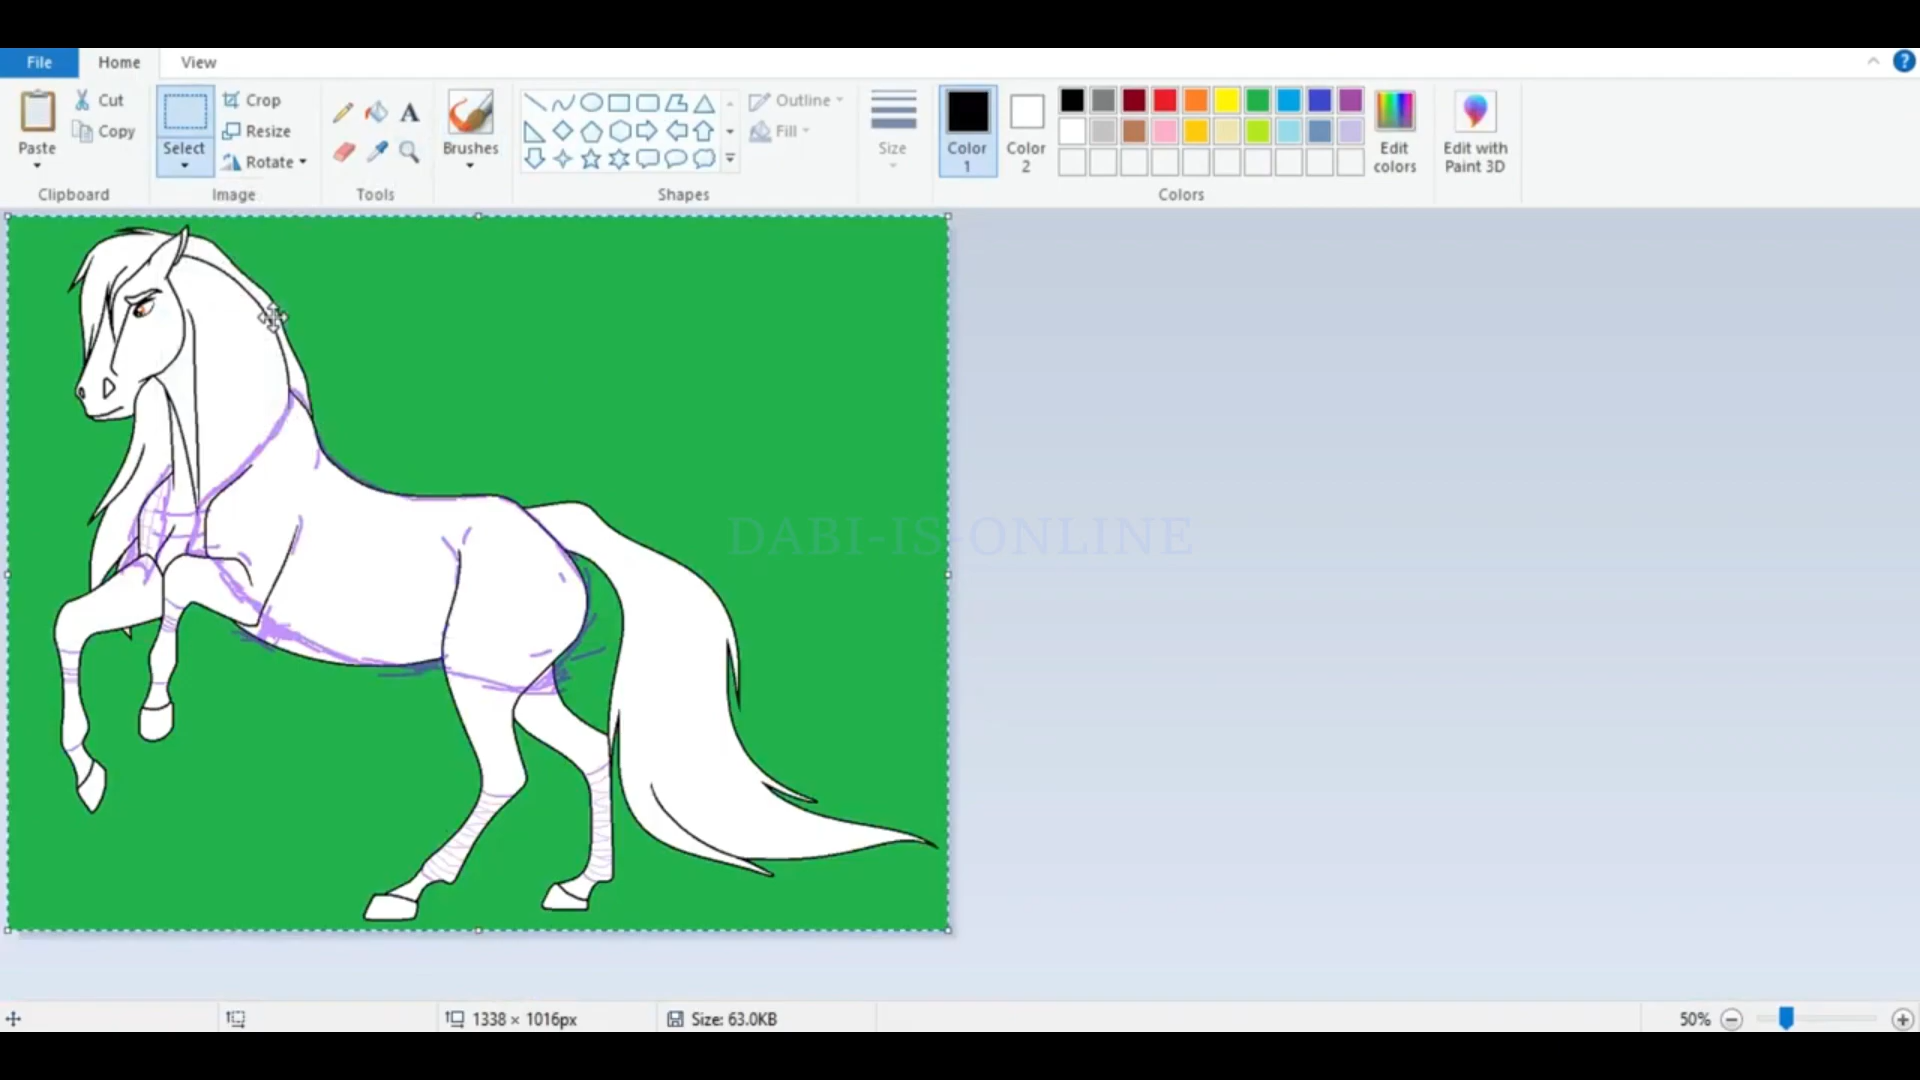 File Home View ?
Cut Crop Outline
Copy Resize Fill
Paste Select Rotate Brushes Size Color 1 Color 2 Edit colors Edit with Paint 3D
Clipboard Image Tools Shapes Colors
A
DABI-IS-ONLINE
1338 × 1016px Size: 63.0KB 50%